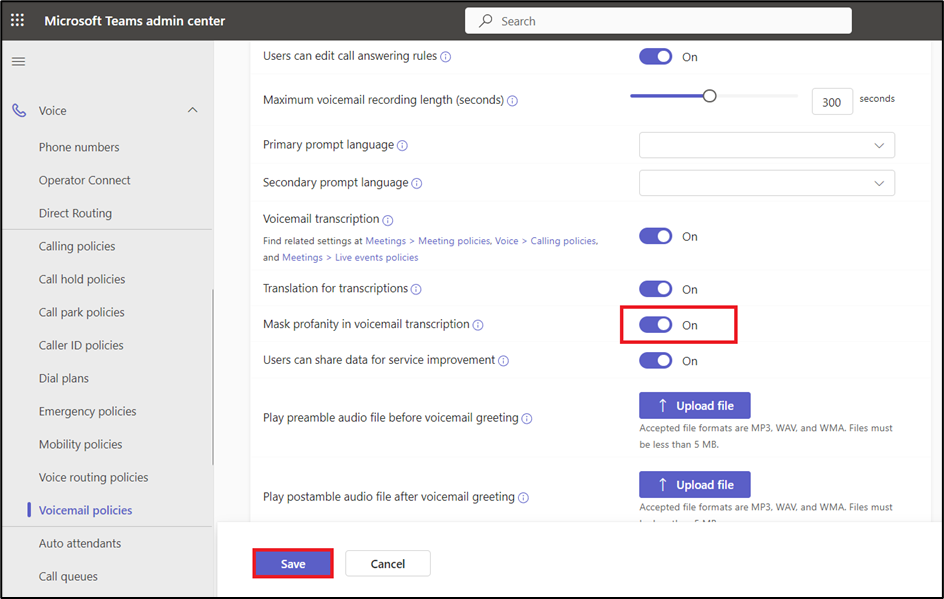 Microsoft Teams admin center
Search
Voice
Phone numbers
Operator Connect
Direct Routing
Calling policies
Call hold policies
Call park policies
Caller ID policies
Dial plans
Emergency policies
Mobility policies
Voice routing policies
Voicemail policies
Auto attendants
Call queues
Users can edit call answering rules
On
Maximum voicemail recording length (seconds)
300 seconds
Primary prompt language
Secondary prompt language
Voicemail transcription
Find related settings at Meetings > Meeting policies, Voice > Calling policies,
and Meetings > Live events policies
On
Translation for transcriptions
On
Mask profanity in voicemail transcription
On
Users can share data for service improvement
On
Play preamble audio file before voicemail greeting
Upload file
Accepted file formats are MP3, WAV, and WMA. Files must
be less than 5 MB.
Play postamble audio file after voicemail greeting
Upload file
Accepted file formats are MP3, WAV, and WMA. Files must
be less than 5 MB.
Save
Cancel